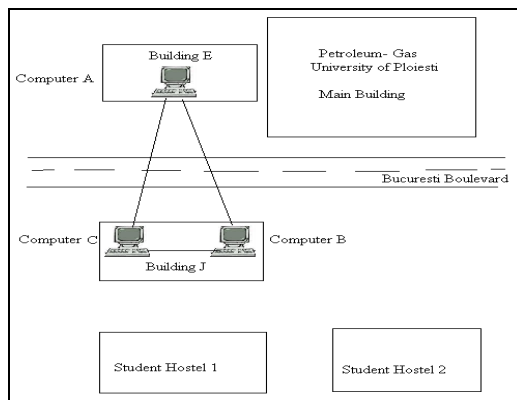 Building E
Computer A
Petroleum- Gas
University of Ploiesti
Main Building
Bucuresti Boulevard
Computer C
Computer B
Building J
Student Hostel 1
Student Hostel 2